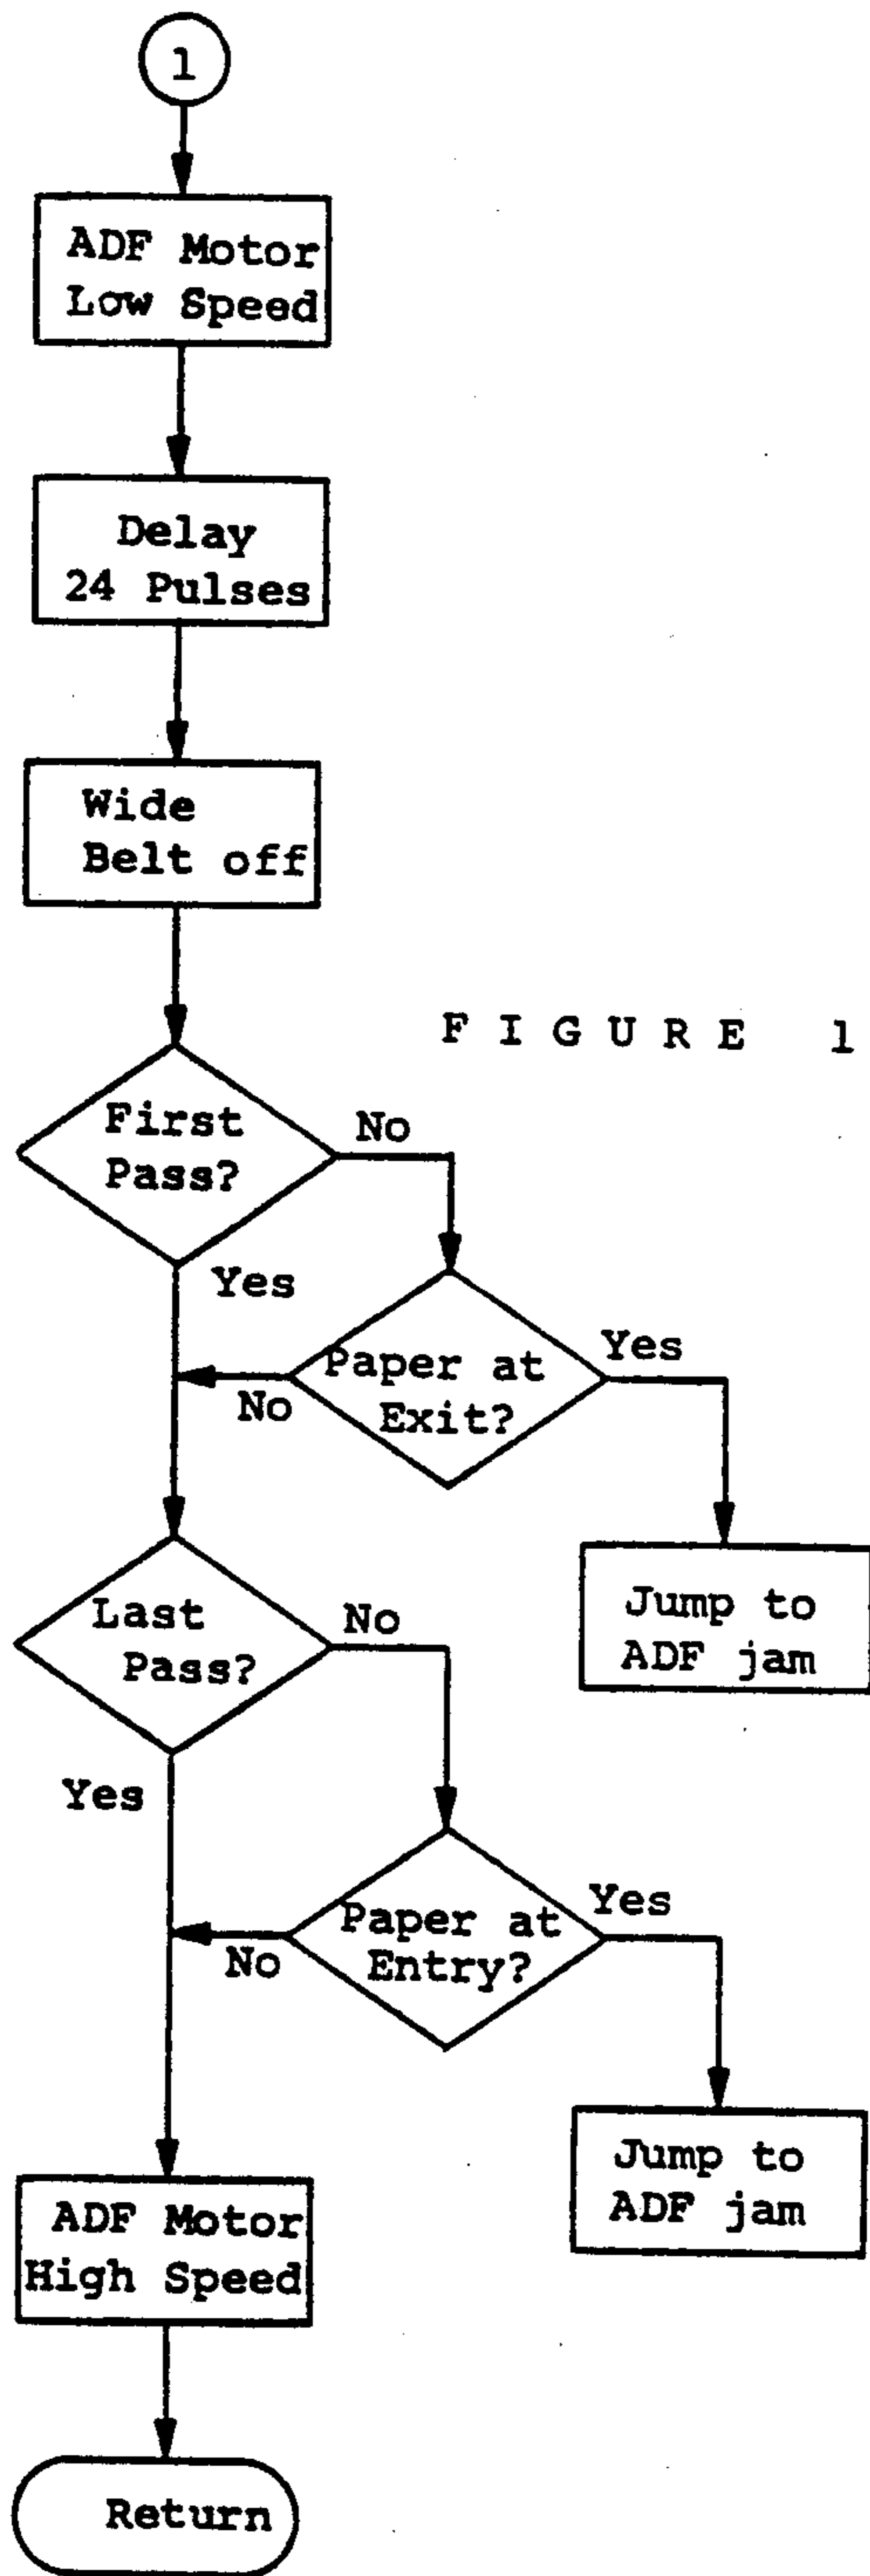 1
ADF Motor
Low Speed
Delay
24 Pulses
Wide
Belt off
F I G U R E 1
First
Pass?
No
Yes
Paper at
Exit?
Yes
No
Jump to
ADF jam
Last
Pass?
No
Yes
Paper at
Entry?
Yes
No
Jump to
ADF jam
ADF Motor
High Speed
Return